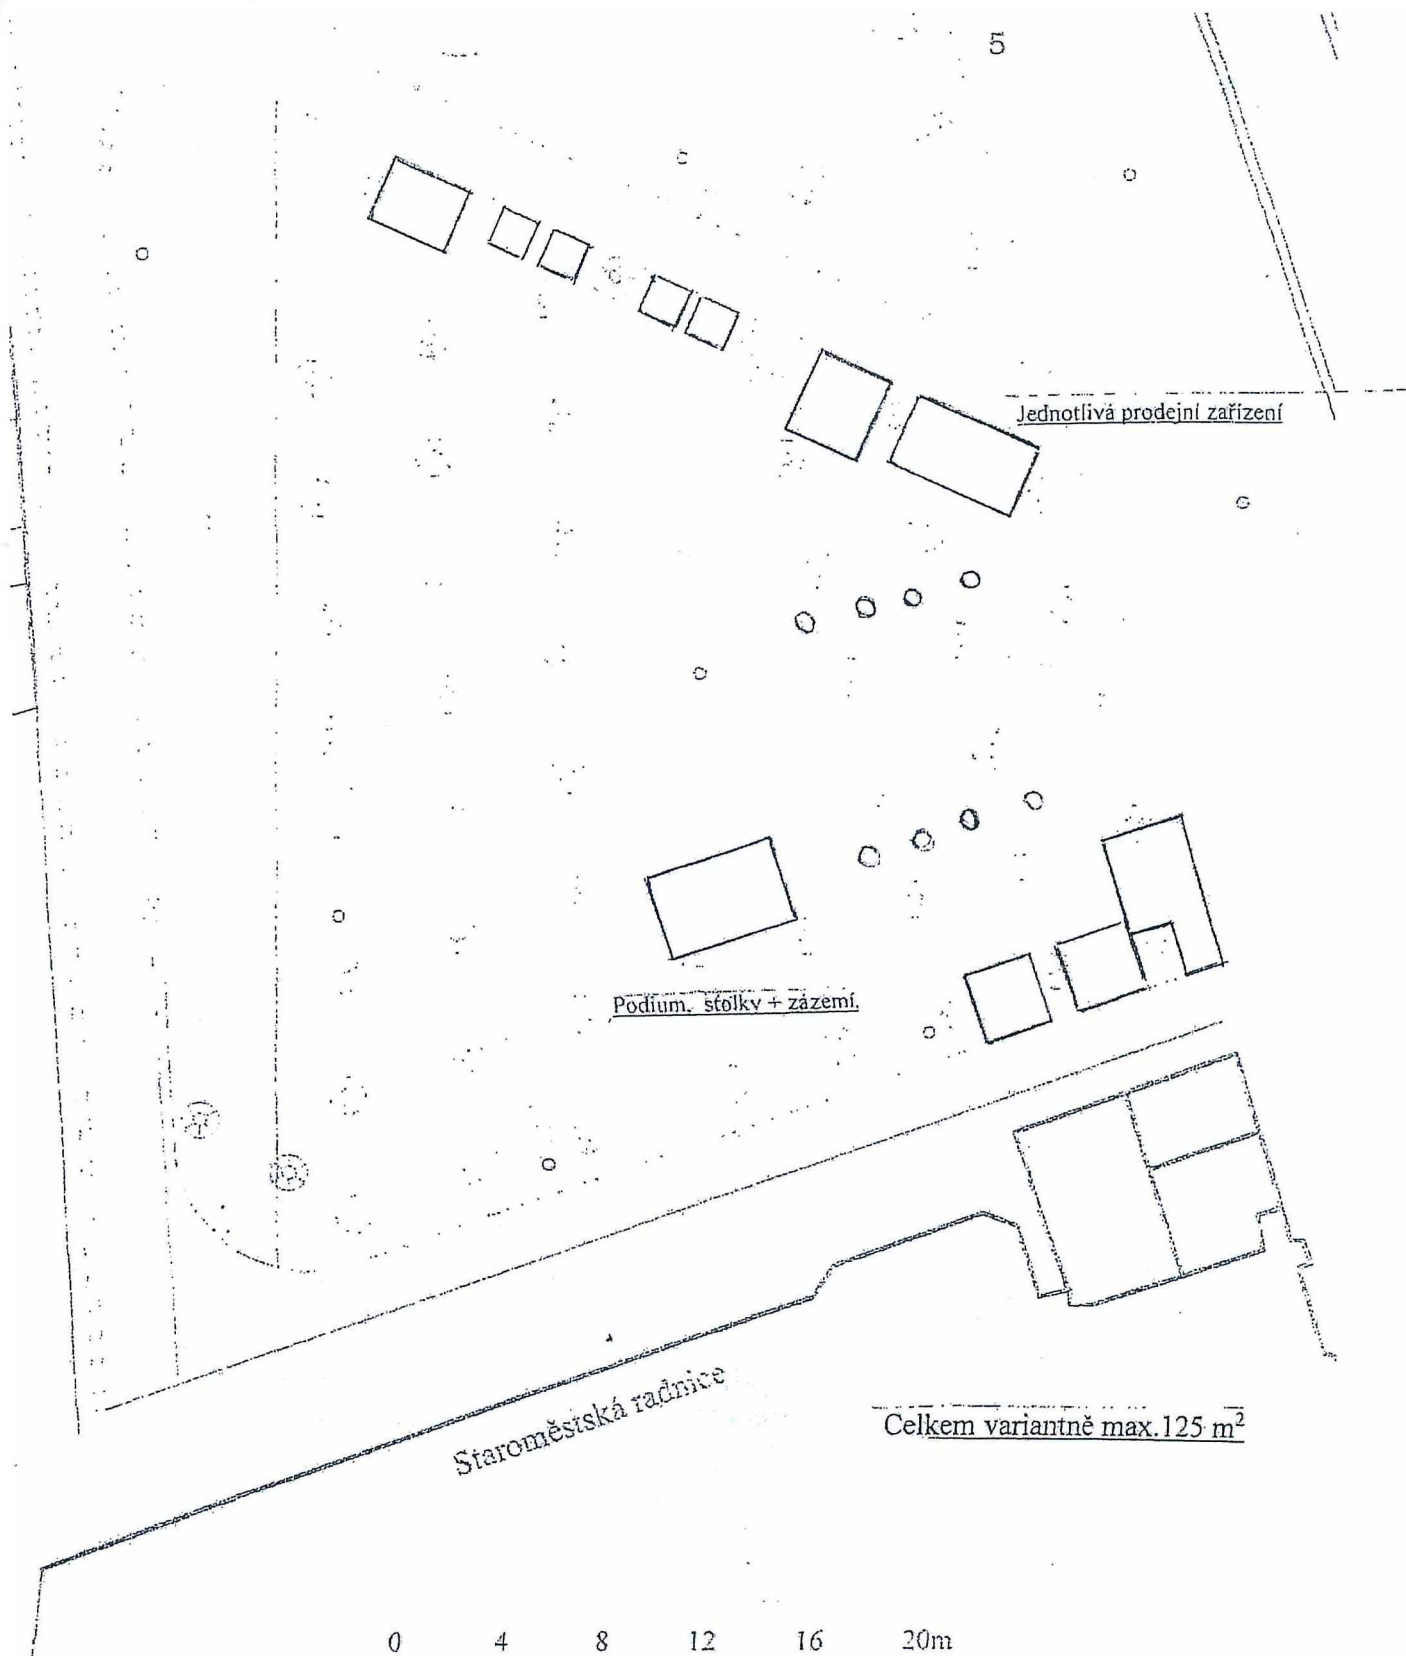 5
Jednotlivá prodejní zařízení
Podium, stolky + zázemí.
Staroměstská radnice
Celkem variantně max.125 m²
0 4 8 12 16 20m